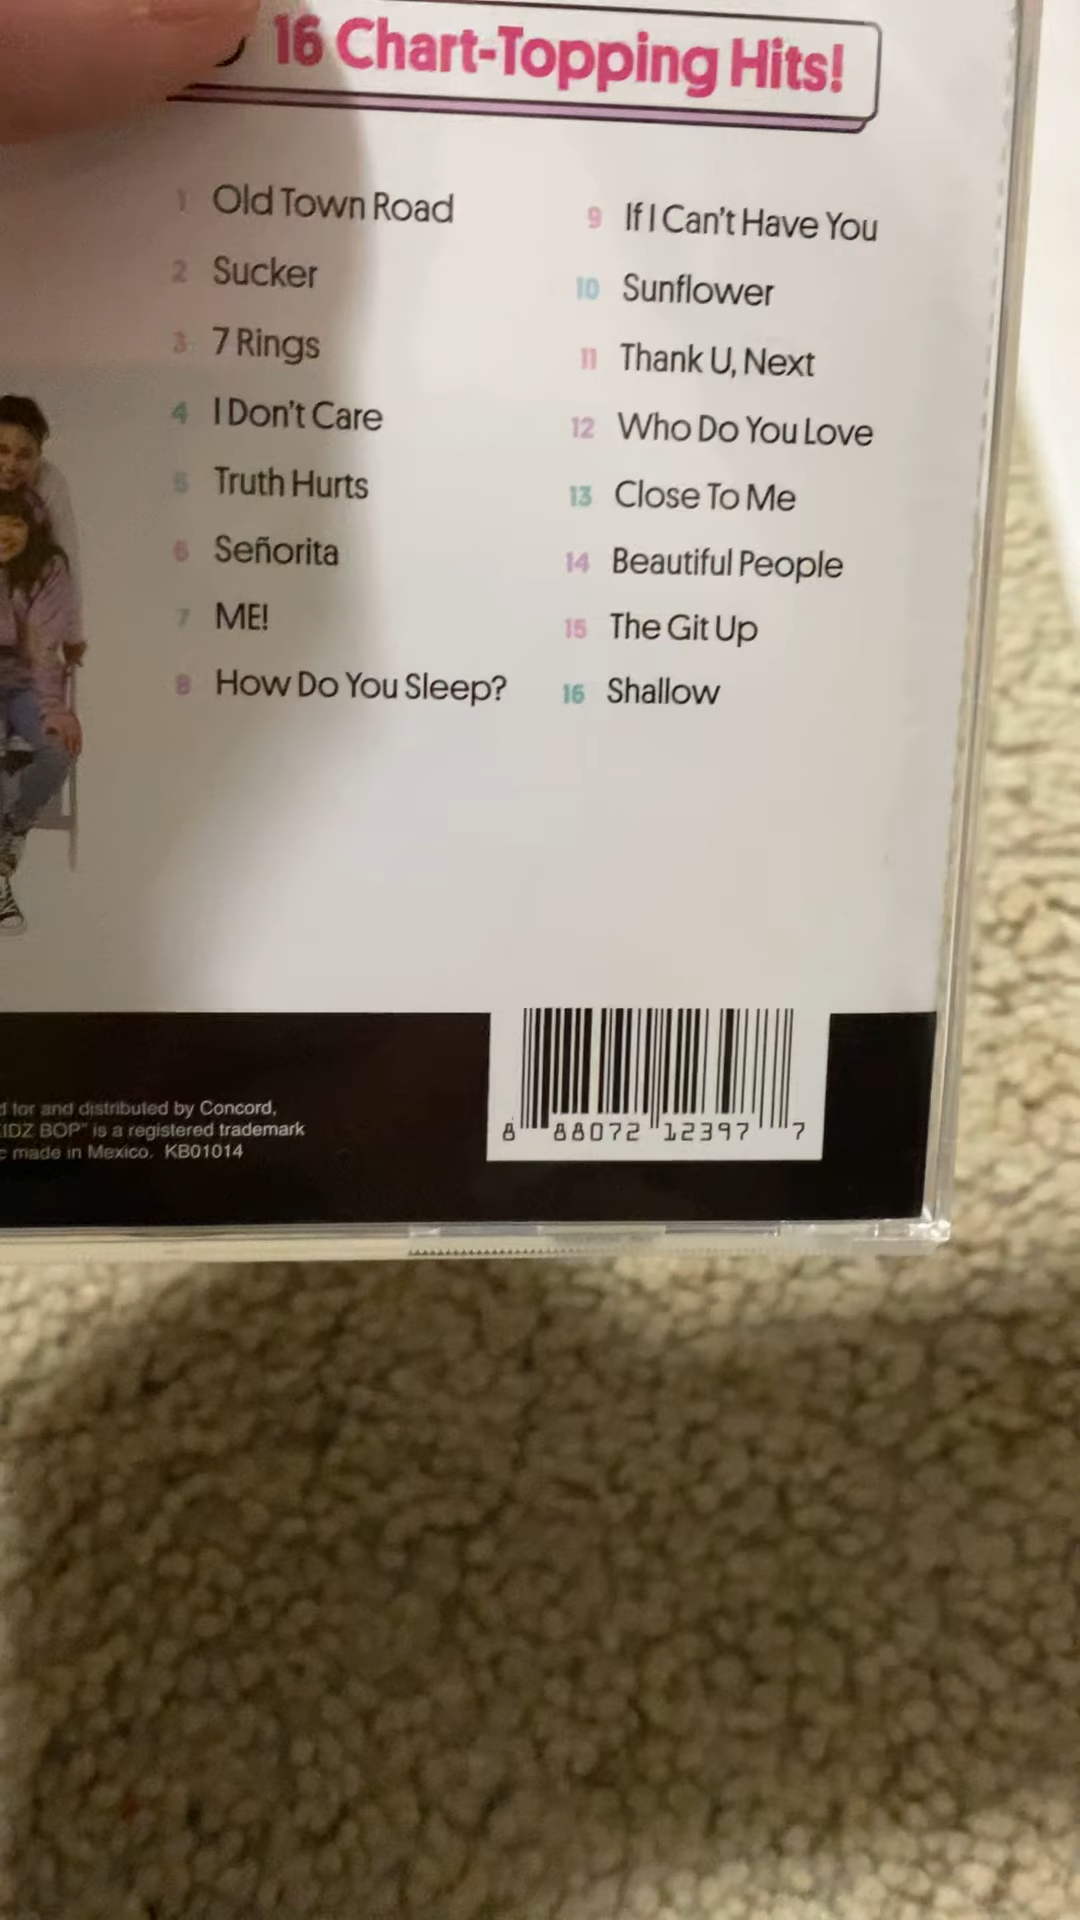 16 Chart-Topping Hits!
1 Old Town Road
2 Sucker
3 7 Rings
4 I Don't Care
5 Truth Hurts
6 Señorita
7 ME!
8 How Do You Sleep?
9 If I Can't Have You
10 Sunflower
11 Thank U, Next
12 Who Do You Love
13 Close To Me
14 Beautiful People
15 The Git Up
16 Shallow
for and distributed by Concord,
IDZ BOP" is a registered trademark
made in Mexico. KB01014
8 88072 12397 7